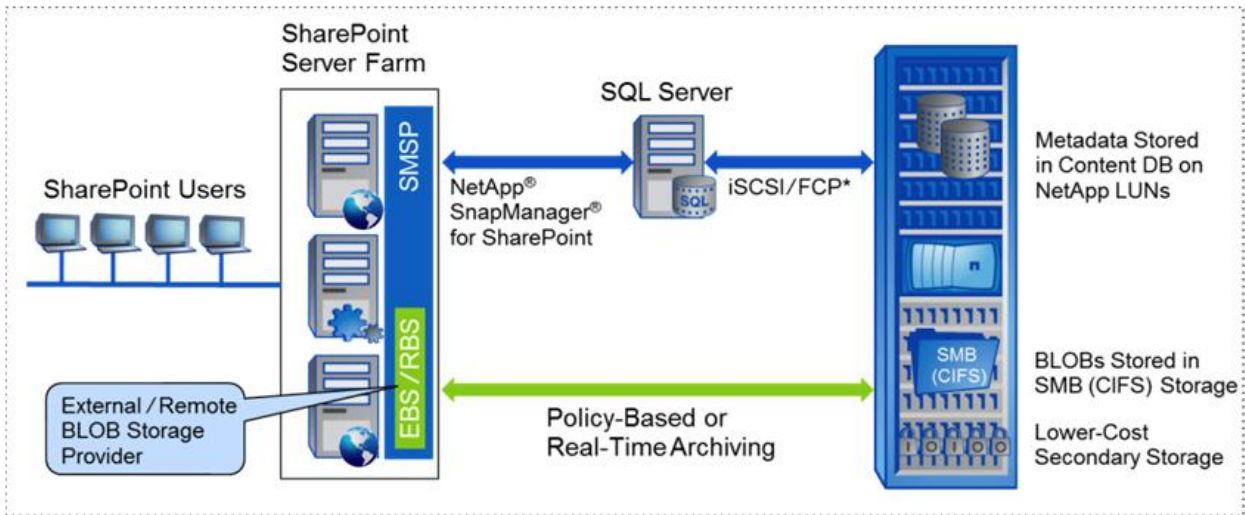 SharePoint
Server Farm
SharePoint Users
SMSP
EBS / RBS
External / Remote
BLOB Storage
Provider
NetApp®
SnapManager®
for SharePoint
SQL Server
SQL
iSCSI/FCP*
Policy-Based or
Real-Time Archiving
Metadata Stored
in Content DB on
NetApp LUNs
SMB
(CIFS)
BLOBs Stored in
SMB (CIFS) Storage
I O I O O
Lower-Cost
Secondary Storage